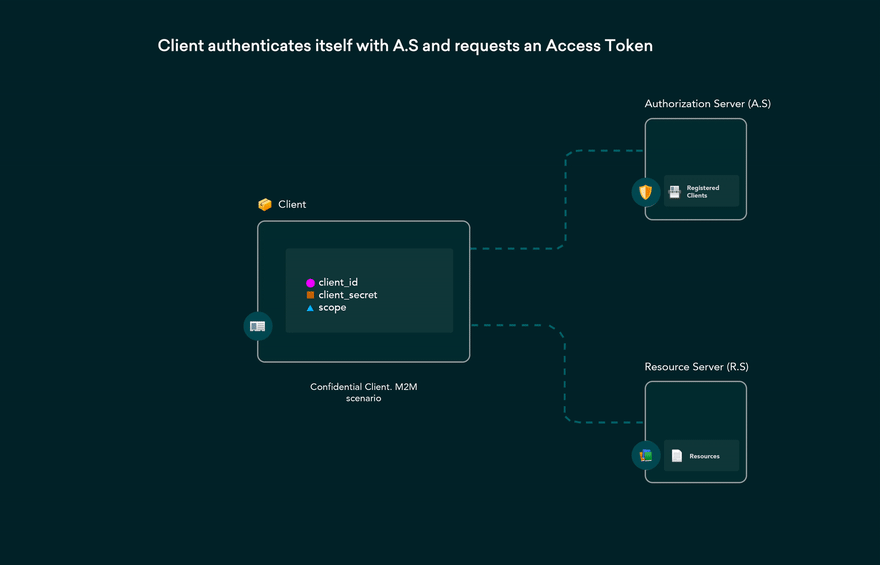 Client authenticates itself with A.S and requests an Access Token
Authorization Server (A.S)
Registered
Clients
Client
client_id
client_secret
scope
Confidential Client. M2M
scenario
Resource Server (R.S)
Resources